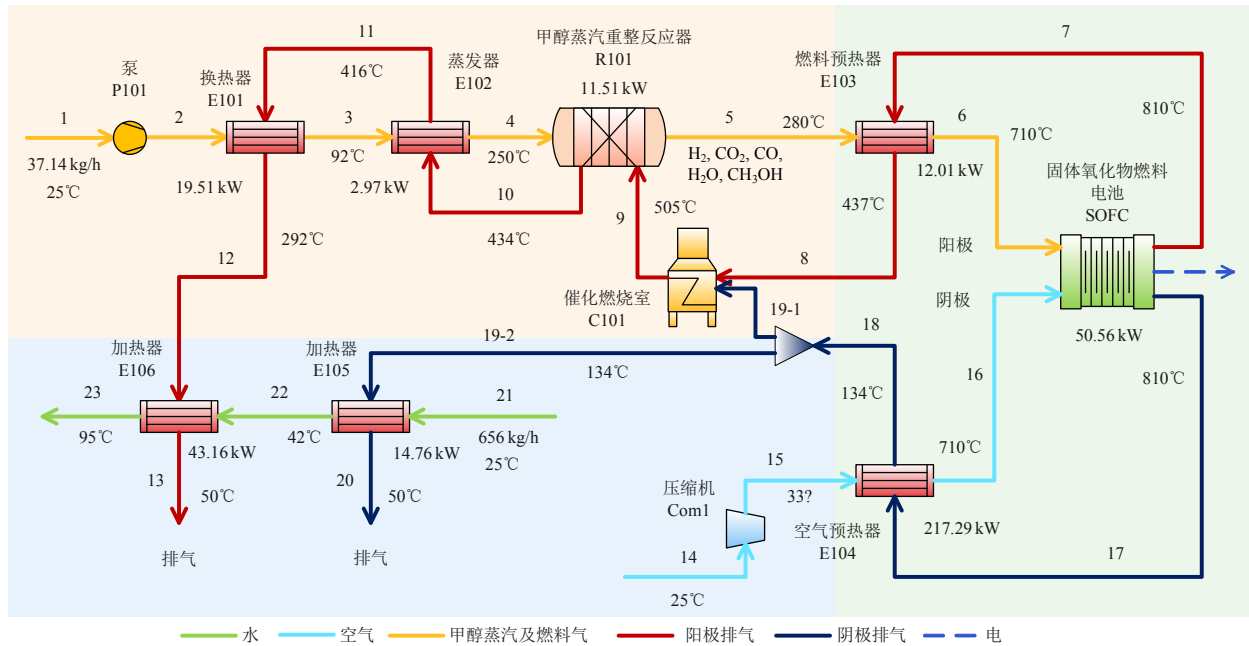 11
甲醇蒸汽重整反应器
R101
11.51 kW
7
泵
P101
换热器
E101
416℃
蒸发器
E102
燃料预热器
E103
810℃
1
2
3
4
5
280℃
6
710℃
37.14 kg/h
25℃
92℃
250℃
H₂, CO₂, CO,
H₂O, CH₃OH
19.51 kW
2.97 kW
12.01 kW
固体氧化物燃料
电池
SOFC
10
9
505℃
437℃
434℃
12
292℃
8
阳极
阴极
催化燃烧室
C101
19-1
50.56 kW
19-2
18
加热器
E106
加热器
E105
134℃
134℃
16
810℃
23
22
21
95℃
42℃
656 kg/h
25℃
43.16 kW
14.76 kW
710℃
13
50℃
20
50℃
15
33?
压缩机
Com1
空气预热器
E104
217.29 kW
排气
排气
14
25℃
17
水
空气
甲醇蒸汽及燃料气
阳极排气
阴极排气
电